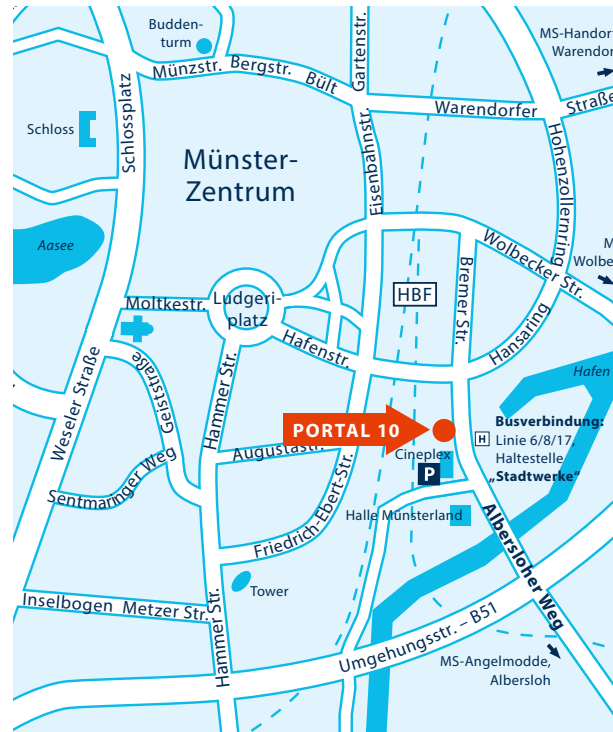 Budden-
turm
Gartenstr.
MS-Handorf
Warendor
Münzstr. Bergstr. Bült
Warendorfer Straße
Schloss
Schlossplatz
Münster-
Zentrum
Eisenbahnstr.
Hohenzollernring
Aasee
Wolbecker Str.
M
Wolbe
HBF
Bremer Str.
Moltkestr.
Ludgeri-
platz
Hafenstr.
Hansaring
Weseler Straße
Geiststraße
Hammer Str.
Hafen
PORTAL 10
H
Busverbindung:
Linie 6/8/17,
Haltestelle
„Stadtwerke“
Augustastr.
Cineplex
P
Sentmaringer Weg
Friedrich-Ebert-Str.
Halle Münsterland
Albersloher Weg
Tower
Inselbogen Metzer Str.
Hammer Str.
Umgehungsstr. – B51
MS-Angelmodde,
Albersloh